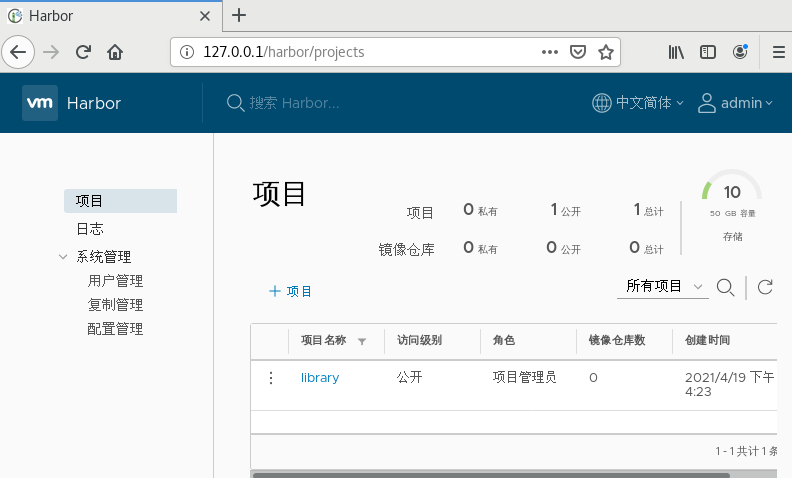 Harbor
127.0.0.1/harbor/projects
vm Harbor
搜索 Harbor...
中文简体
admin
项目
日志
系统管理
用户管理
复制管理
配置管理
项目
项目 0 私有 1 公开 1 总计
镜像仓库 0 私有 0 公开 0 总计
10
50 GB 容量
存储
+ 项目
所有项目
项目名称 访问级别 角色 镜像仓库数 创建时间
library 公开 项目管理员 0 2021/4/19 下午
4:23
1 - 1 共计 1 条